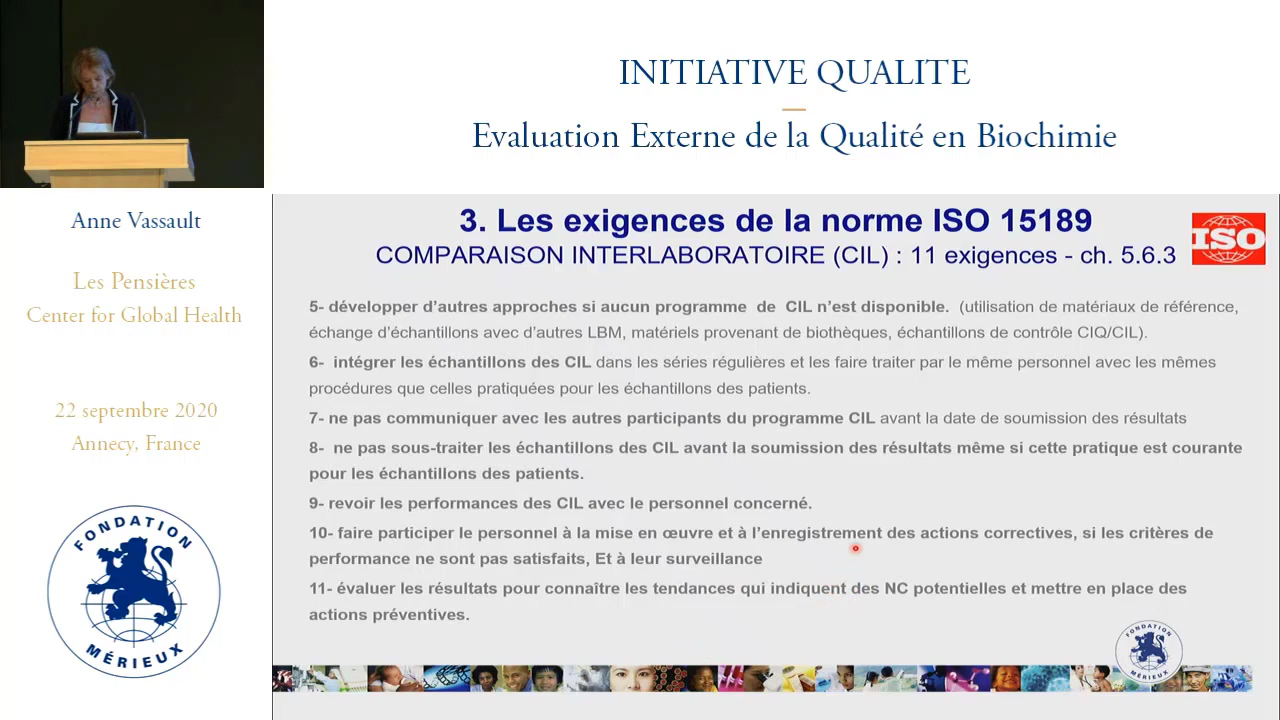 INITIATIVE QUALITE
Evaluation Externe de la Qualité en Biochimie
Anne Vassault
Les Pensières
Center for Global Health
22 septembre 2020
Annecy, France
FONDATION
MÉRIEUX
3. Les exigences de la norme ISO 15189
COMPARAISON INTERLABORATOIRE (CIL) : 11 exigences - ch. 5.6.3
ISO
5- développer d’autres approches si aucun programme de CIL n’est disponible. (utilisation de matériaux de référence,
échange d’échantillons avec d’autres LBM, matériels provenant de biothèques, échantillons de contrôle CIQ/CIL).
6- intégrer les échantillons des CIL dans les séries régulières et les faire traiter par le même personnel avec les mêmes
procédures que celles pratiquées pour les échantillons des patients.
7- ne pas communiquer avec les autres participants du programme CIL avant la date de soumission des résultats
8- ne pas sous-traiter les échantillons des CIL avant la soumission des résultats même si cette pratique est courante
pour les échantillons des patients.
9- revoir les performances des CIL avec le personnel concerné.
10- faire participer le personnel à la mise en œuvre et à l’enregistrement des actions correctives, si les critères de
performance ne sont pas satisfaits, Et à leur surveillance
11- évaluer les résultats pour connaître les tendances qui indiquent des NC potentielles et mettre en place des
actions préventives.
FONDATION
MÉRIEUX